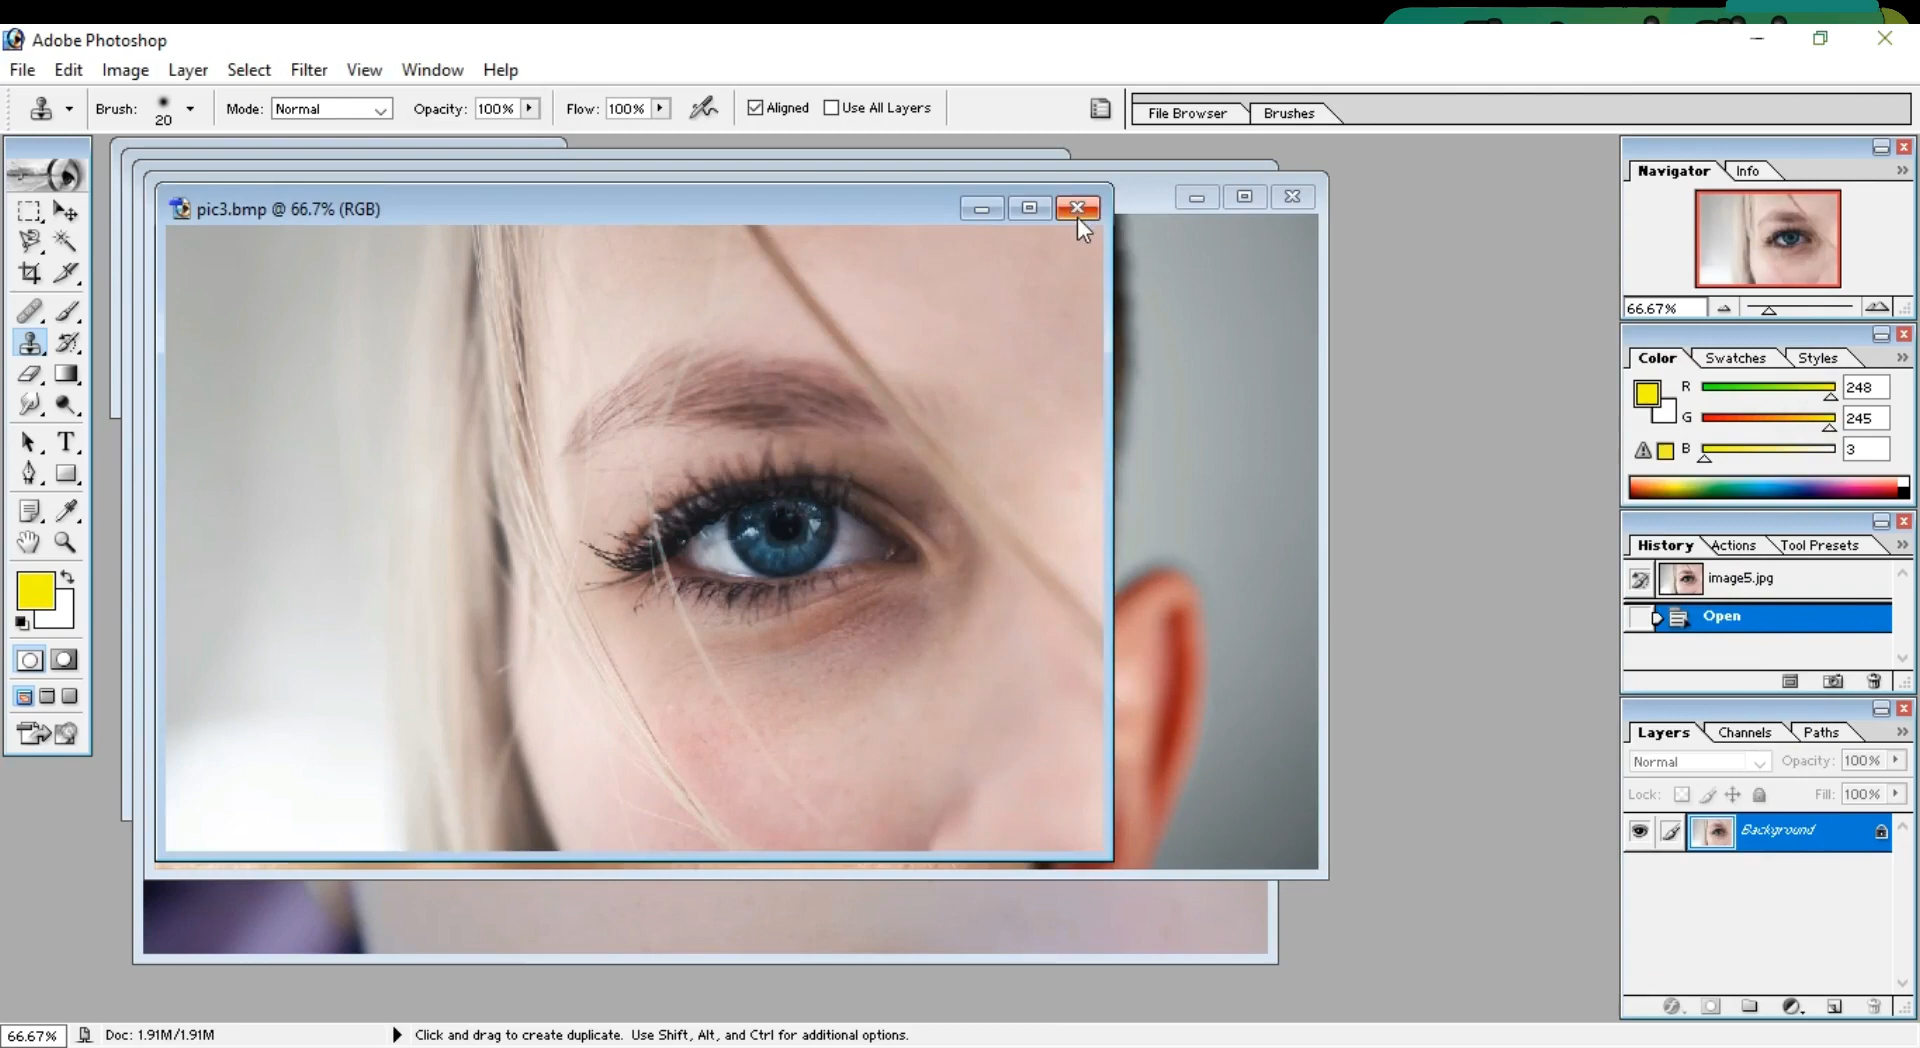 Adobe Photoshop
File Edit Image Layer Select Filter View Window Help
Brush: 20 Mode: Normal Opacity: 100% Flow: 100% Aligned Use All Layers File Browser Brushes
pic3.bmp @ 66.7% (RGB)
Navigator Info
66.67%
Color Swatches Styles
R 248
G 245
B 3
History Actions Tool Presets
image5.jpg
Open
Layers Channels Paths
Normal Opacity: 100%
Lock: Fill: 100%
Background
66.67% Doc: 1.91M/1.91M Click and drag to create duplicate. Use Shift, Alt, and Ctrl for additional options.